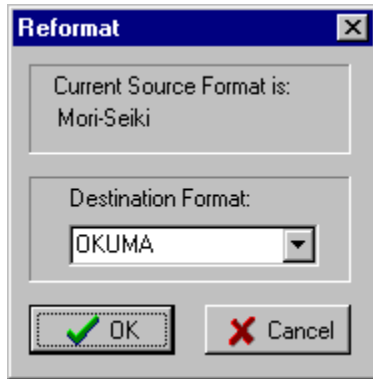 Reformat
Current Source Format is:
Mori-Seiki
Destination Format:
OKUMA
OK
Cancel